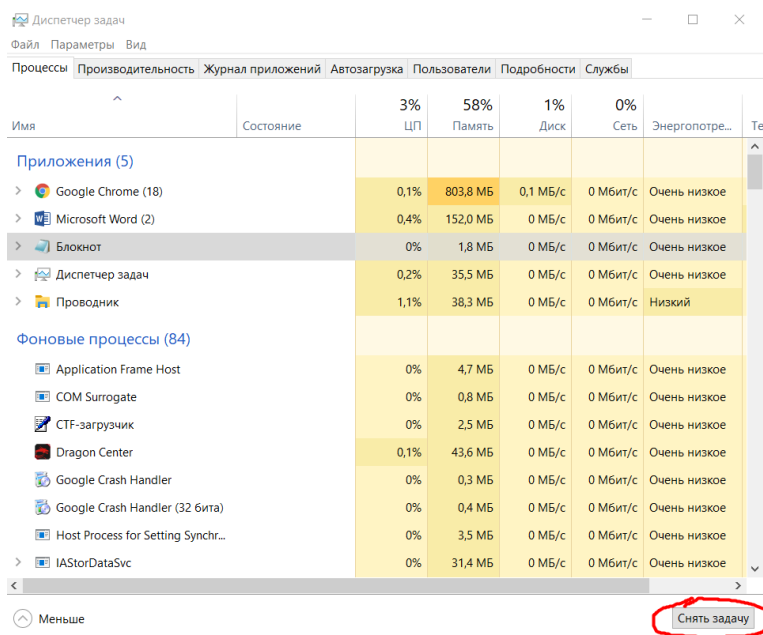 Диспетчер задач
Файл Параметры Вид
Процессы Производительность Журнал приложений Автозагрузка Пользователи Подробности Службы
3% 58% 1% 0%
Имя Состояние ЦП Память Диск Сеть Энергопотре... Те
Приложения (5)
Google Chrome (18) 0,1% 803,8 МБ 0,1 МБ/с 0 Мбит/с Очень низкое
Microsoft Word (2) 0,4% 152,0 МБ 0 МБ/с 0 Мбит/с Очень низкое
Блокнот 0% 1,8 МБ 0 МБ/с 0 Мбит/с Очень низкое
Диспетчер задач 0,2% 35,5 МБ 0 МБ/с 0 Мбит/с Очень низкое
Проводник 1,1% 38,3 МБ 0 МБ/с 0 Мбит/с Низкий
Фоновые процессы (84)
Application Frame Host 0% 4,7 МБ 0 МБ/с 0 Мбит/с Очень низкое
COM Surrogate 0% 0,8 МБ 0 МБ/с 0 Мбит/с Очень низкое
CTF-загрузчик 0% 2,5 МБ 0 МБ/с 0 Мбит/с Очень низкое
Dragon Center 0,1% 43,6 МБ 0 МБ/с 0 Мбит/с Очень низкое
Google Crash Handler 0% 0,3 МБ 0 МБ/с 0 Мбит/с Очень низкое
Google Crash Handler (32 бита) 0% 0,4 МБ 0 МБ/с 0 Мбит/с Очень низкое
Host Process for Setting Synchr... 0% 3,5 МБ 0 МБ/с 0 Мбит/с Очень низкое
IAStorDataSvc 0% 31,4 МБ 0 МБ/с 0 Мбит/с Очень низкое
Меньше Снять задачу